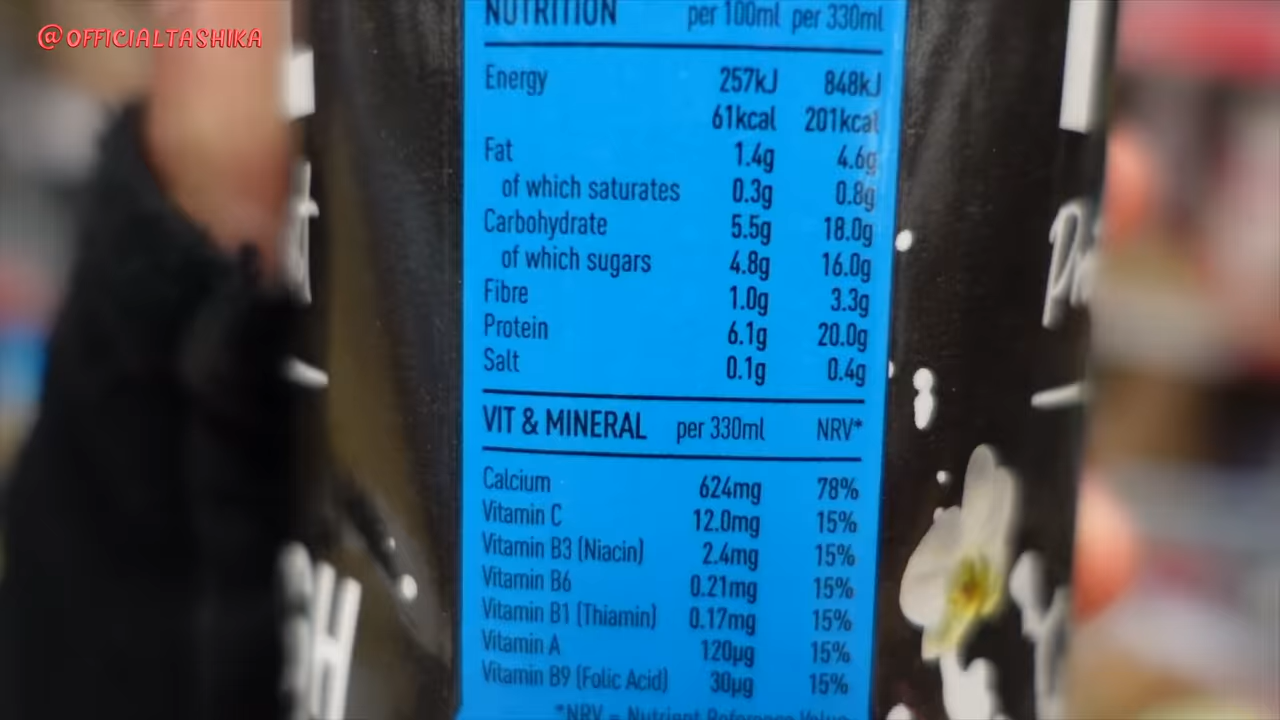 @OFFICIALTASHIKA
NUTRITION per 100ml per 330ml
Energy 257kJ 848kJ
61kcal 201kcal
Fat 1.4g 4.6g
of which saturates 0.3g 0.8g
Carbohydrate 5.5g 18.0g
of which sugars 4.8g 16.0g
Fibre 1.0g 3.3g
Protein 6.1g 20.0g
Salt 0.1g 0.4g
VIT & MINERAL per 330ml NRV*
Calcium 624mg 78%
Vitamin C 12.0mg 15%
Vitamin B3 (Niacin) 2.4mg 15%
Vitamin B6 0.21mg 15%
Vitamin B1 (Thiamin) 0.17mg 15%
Vitamin A 120µg 15%
Vitamin B9 (Folic Acid) 30µg 15%
*NRV = Nutrient Reference Value